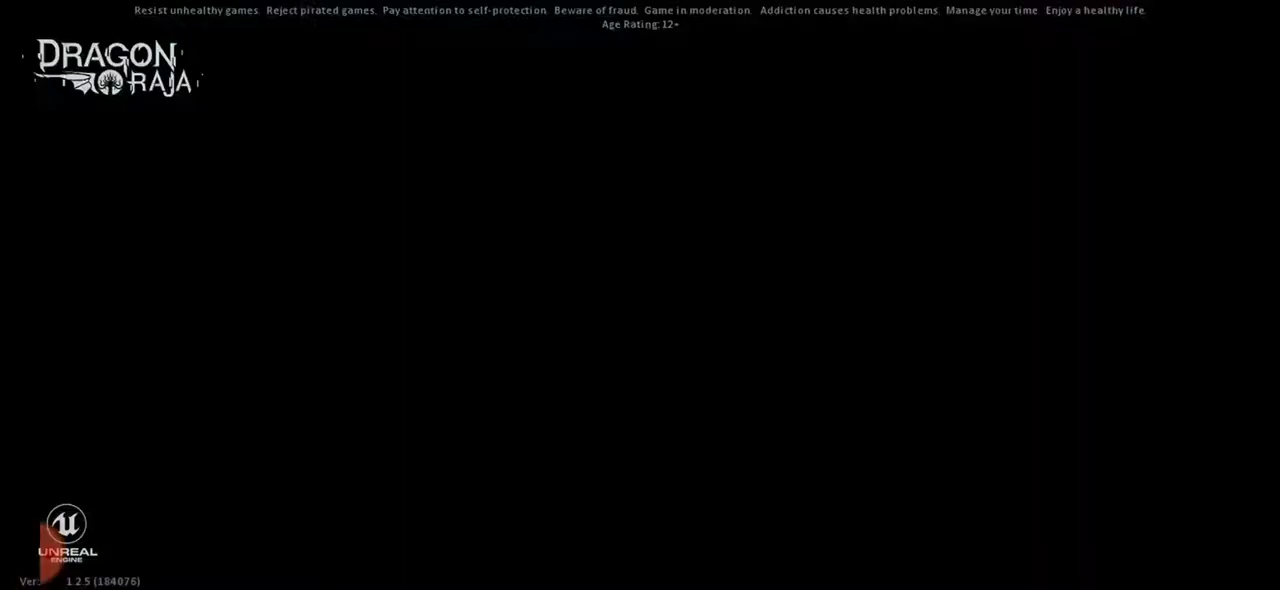 Resist unhealthy games. Reject pirated games. Pay attention to self-protection. Beware of fraud. Game in moderation. Addiction causes health problems. Manage your time. Enjoy a healthy life.
Age Rating: 12+
DRAGON
RAJA
UNREAL
ENGINE
Ver: 1.2.5 (184076)